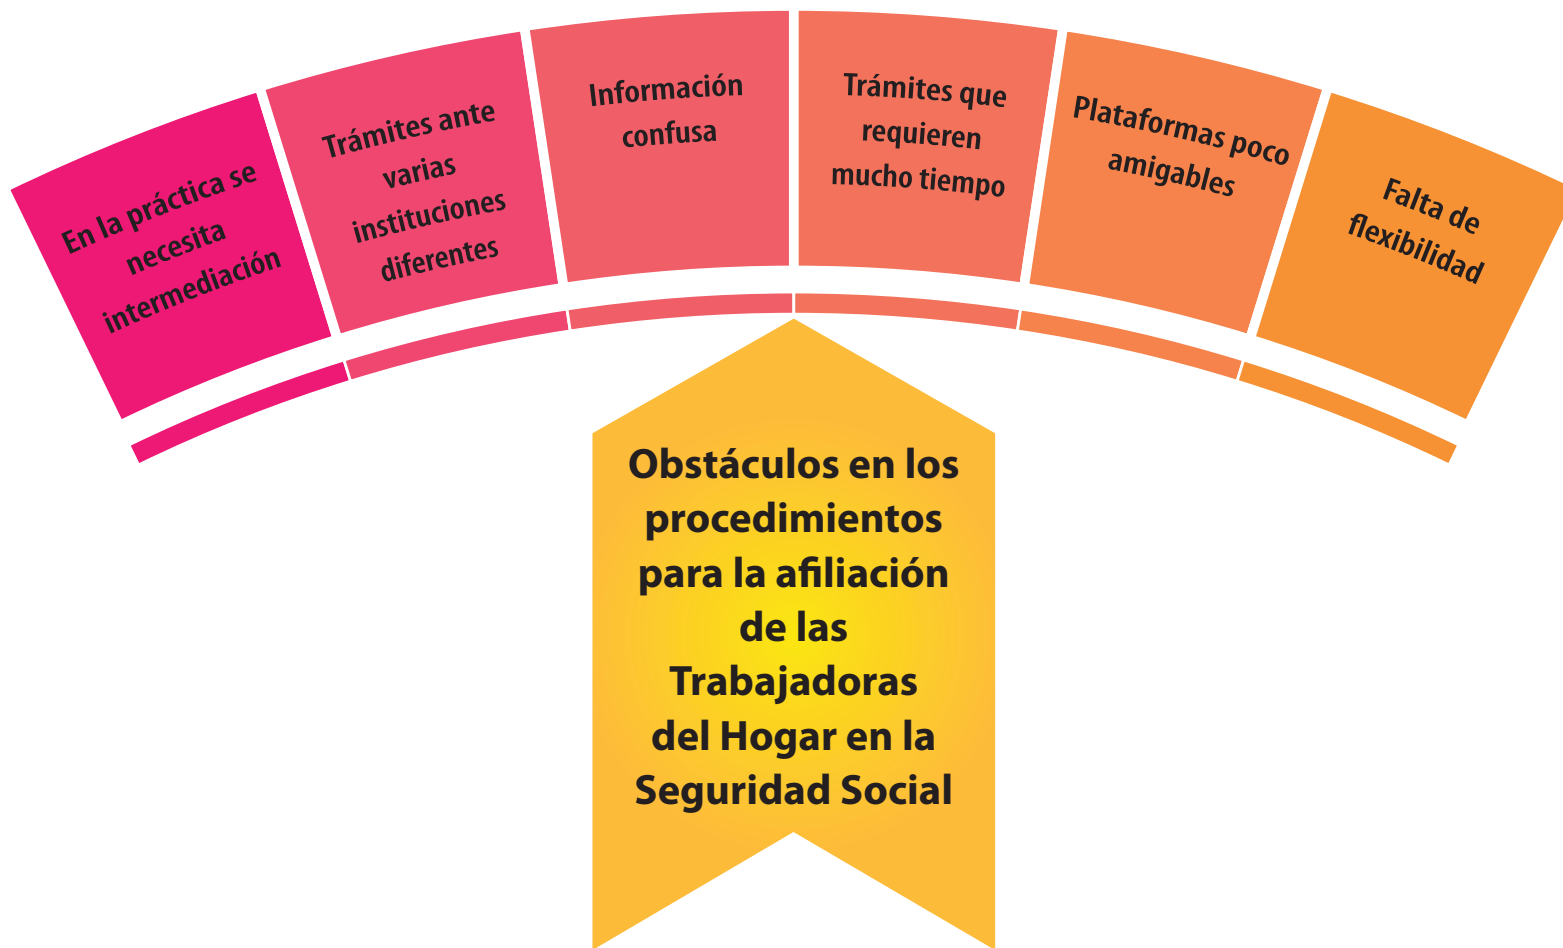 En la práctica se
necesita
intermediación
Trámites ante
varias
instituciones
diferentes
Información
confusa
Trámites que
requieren
mucho tiempo
Plataformas poco
amigables
Falta de
flexibilidad
Obstáculos en los
procedimientos
para la afiliación
de las
Trabajadoras
del Hogar en la
Seguridad Social